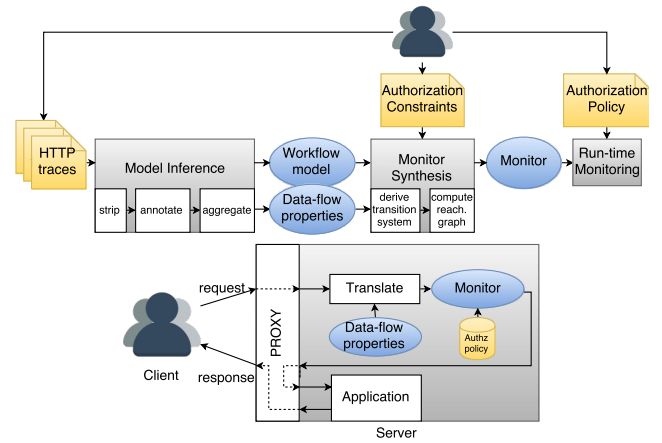 Authorization
Constraints
Authorization
Policy
HTTP
traces
Model Inference
strip
annotate
aggregate
Workflow
model
Data-flow
properties
Monitor
Synthesis
derive
transition
system
compute
reach.
graph
Monitor
Run-time
Monitoring
request
response
Client
PROXY
Translate
Monitor
Data-flow
properties
Authz
policy
Application
Server